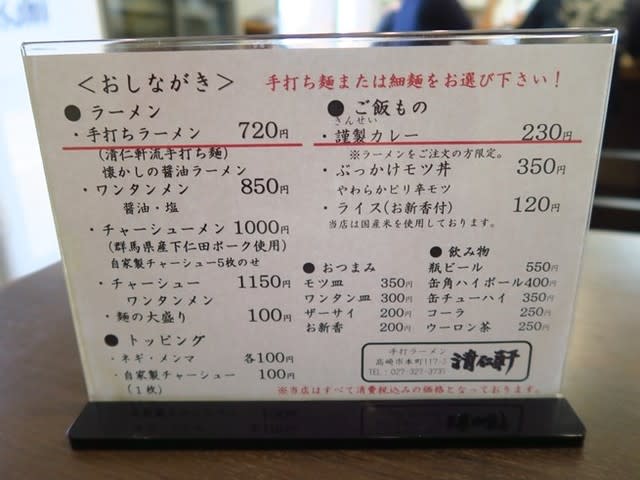 ＜おしながき＞
手打ち麺または細麺をお選び下さい！
● ラーメン
・手打ちラーメン 720円
(清仁軒流手打ち麺)
懐かしの醤油ラーメン
・ワンタンメン 850円
醤油・塩
・チャーシューメン 1000円
(群馬県産下仁田ポーク使用)
自家製チャーシュー5枚のせ
・チャーシュー 1150円
ワンタンメン
・麺の大盛り 100円
● トッピング
・ネギ・メンマ 各100円
・自家製チャーシュー 100円
(１枚)
● ご飯もの
きんせい
・謹製カレー 230円
※ラーメンをご注文の方限定。
・ぶっかけモツ丼 350円
やわらかピリ辛モツ
・ライス(お新香付) 120円
当店は国産米を使用しております。
● おつまみ
モツ皿 350円
ワンタン皿 300円
ザーサイ 200円
お新香 200円
● 飲み物
瓶ビール 550円
缶角ハイボール400円
缶チューハイ 350円
コーラ 250円
ウーロン茶 250円
手打ラーメン
高崎市本町117-
TEL：027-327-3731
清仁軒
※当店はすべて消費税込みの価格となっております。